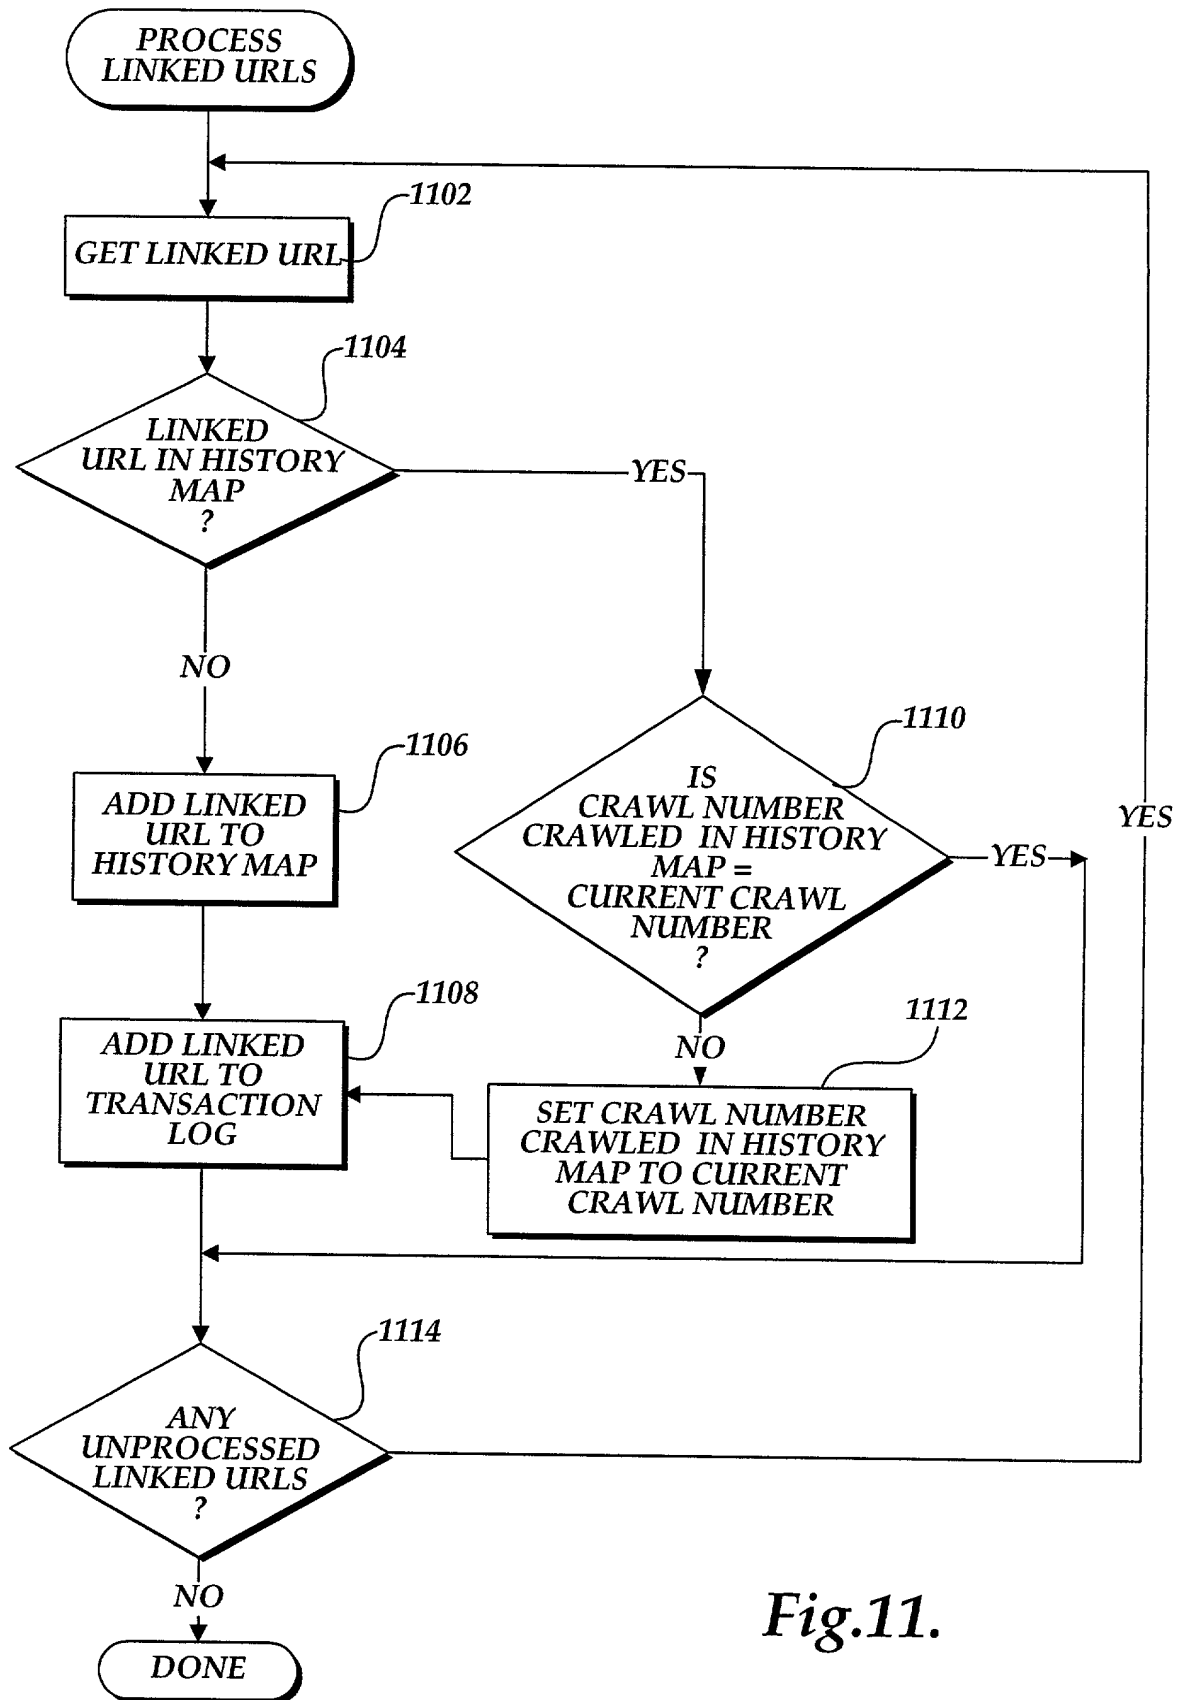 PROCESS
LINKED URLS
1102
GET LINKED URL
1104
LINKED
URL IN HISTORY
MAP
?
YES
NO
1106
ADD LINKED
URL TO
HISTORY MAP
1110
IS
CRAWL NUMBER
CRAWLED IN HISTORY
MAP =
CURRENT CRAWL
NUMBER
?
YES
YES
NO
1108
ADD LINKED
URL TO
TRANSACTION
LOG
1112
SET CRAWL NUMBER
CRAWLED IN HISTORY
MAP TO CURRENT
CRAWL NUMBER
1114
ANY
UNPROCESSED
LINKED URLS
?
NO
DONE
Fig.11.